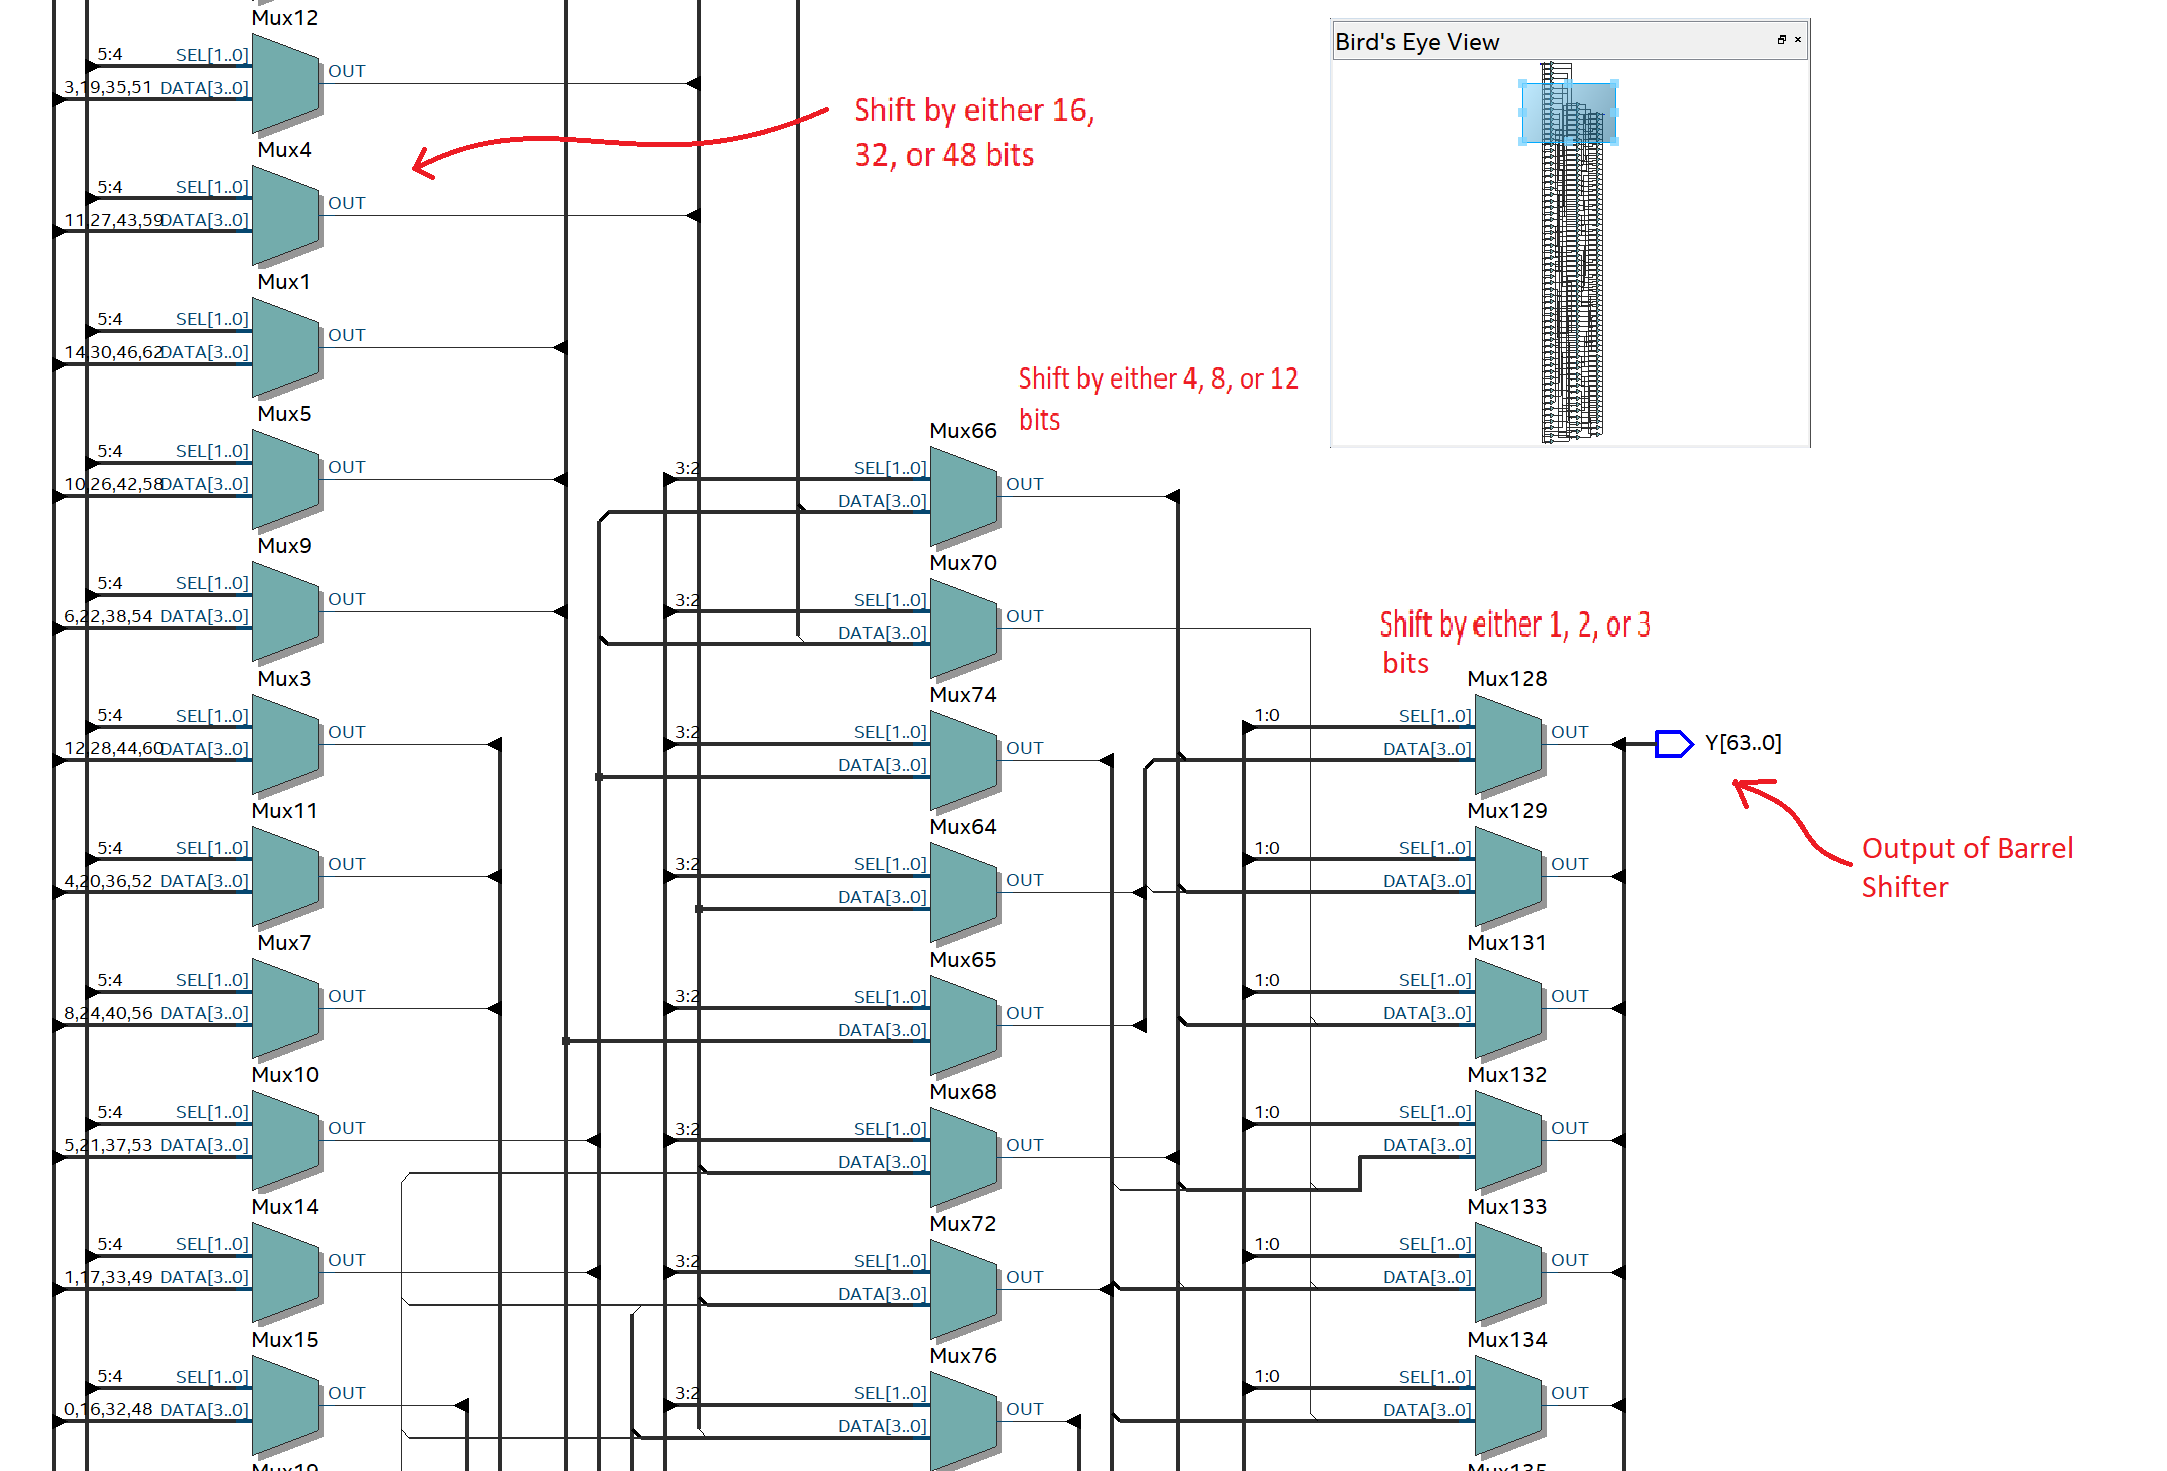 Mux12
5:4 SEL[1..0]
3,19,35,51 DATA[3..0]
OUT
Mux4
5:4 SEL[1..0]
11,27,43,59 DATA[3..0]
OUT
Mux1
5:4 SEL[1..0]
14,30,46,62 DATA[3..0]
OUT
Mux5
5:4 SEL[1..0]
10,26,42,58 DATA[3..0]
OUT
Mux9
5:4 SEL[1..0]
6,22,38,54 DATA[3..0]
OUT
Mux3
5:4 SEL[1..0]
12,28,44,60 DATA[3..0]
OUT
Mux11
5:4 SEL[1..0]
4,20,36,52 DATA[3..0]
OUT
Mux7
5:4 SEL[1..0]
8,24,40,56 DATA[3..0]
OUT
Mux10
5:4 SEL[1..0]
5,21,37,53 DATA[3..0]
OUT
Mux14
5:4 SEL[1..0]
1,17,33,49 DATA[3..0]
OUT
Mux15
5:4 SEL[1..0]
0,16,32,48 DATA[3..0]
OUT
Shift by either 16,
32, or 48 bits
Shift by either 4, 8, or 12
bits
Mux66
3:2 SEL[1..0]
DATA[3..0]
OUT
Mux70
3:2 SEL[1..0]
DATA[3..0]
OUT
Mux74
3:2 SEL[1..0]
DATA[3..0]
OUT
Mux64
3:2 SEL[1..0]
DATA[3..0]
OUT
Mux65
3:2 SEL[1..0]
DATA[3..0]
OUT
Mux68
3:2 SEL[1..0]
DATA[3..0]
OUT
Mux72
3:2 SEL[1..0]
DATA[3..0]
OUT
Mux76
3:2 SEL[1..0]
DATA[3..0]
OUT
Bird's Eye View
Shift by either 1, 2, or 3
bits
Mux128
1:0 SEL[1..0]
DATA[3..0]
OUT
Y[63..0]
Mux129
1:0 SEL[1..0]
DATA[3..0]
OUT
Mux131
1:0 SEL[1..0]
DATA[3..0]
OUT
Mux132
1:0 SEL[1..0]
DATA[3..0]
OUT
Mux133
1:0 SEL[1..0]
DATA[3..0]
OUT
Mux134
1:0 SEL[1..0]
DATA[3..0]
OUT
Output of Barrel
Shifter